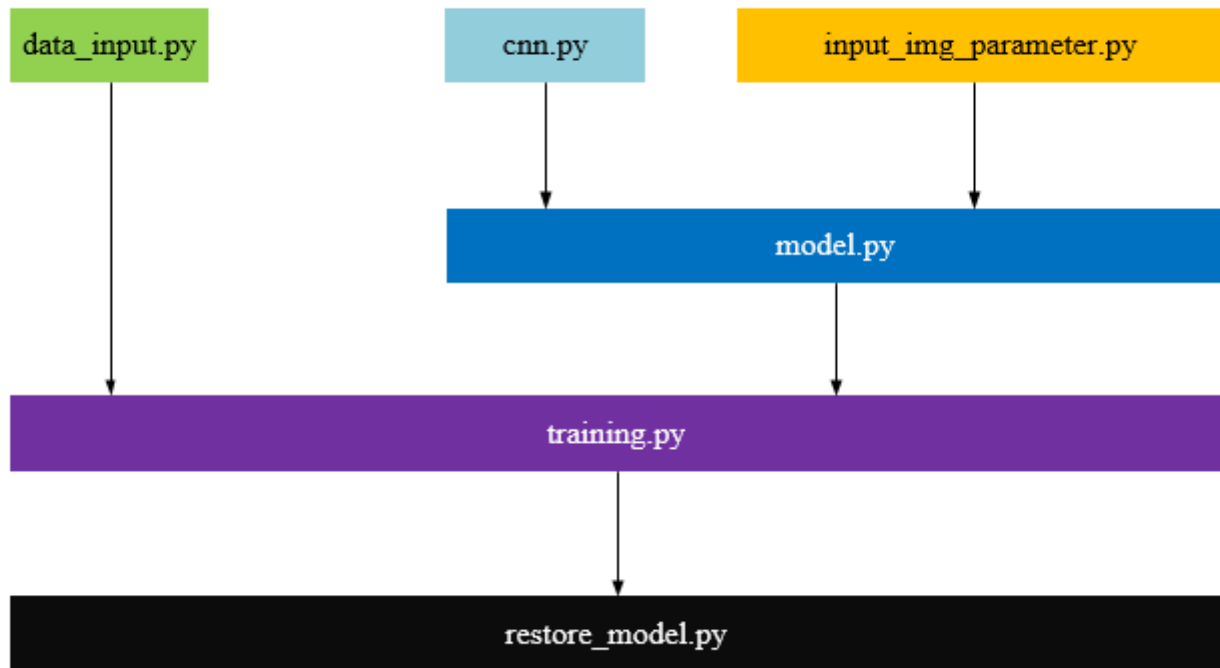 data_input.py
cnn.py
input_img_parameter.py
model.py
training.py
restore_model.py